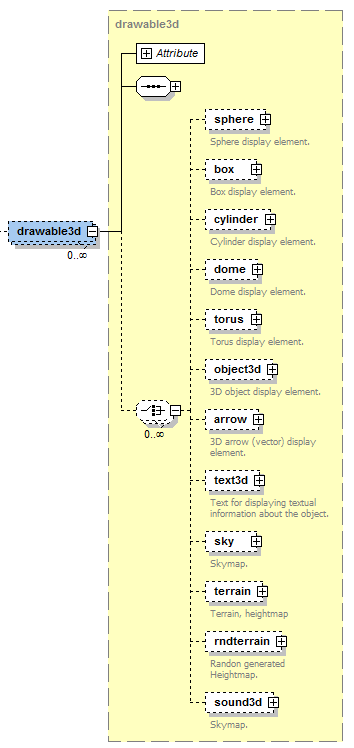 drawable3d
Attribute
sphere
Sphere display element.
box
Box display element.
cylinder
Cylinder display element.
drawable3d
0..∞
dome
Dome display element.
torus
Torus display element.
object3d
3D object display element.
arrow
3D arrow (vector) display
element.
0..∞
text3d
Text for displaying textual
information about the object.
sky
Skymap.
terrain
Terrain, heightmap
rndterrain
Randon generated
Heightmap.
sound3d
Skymap.